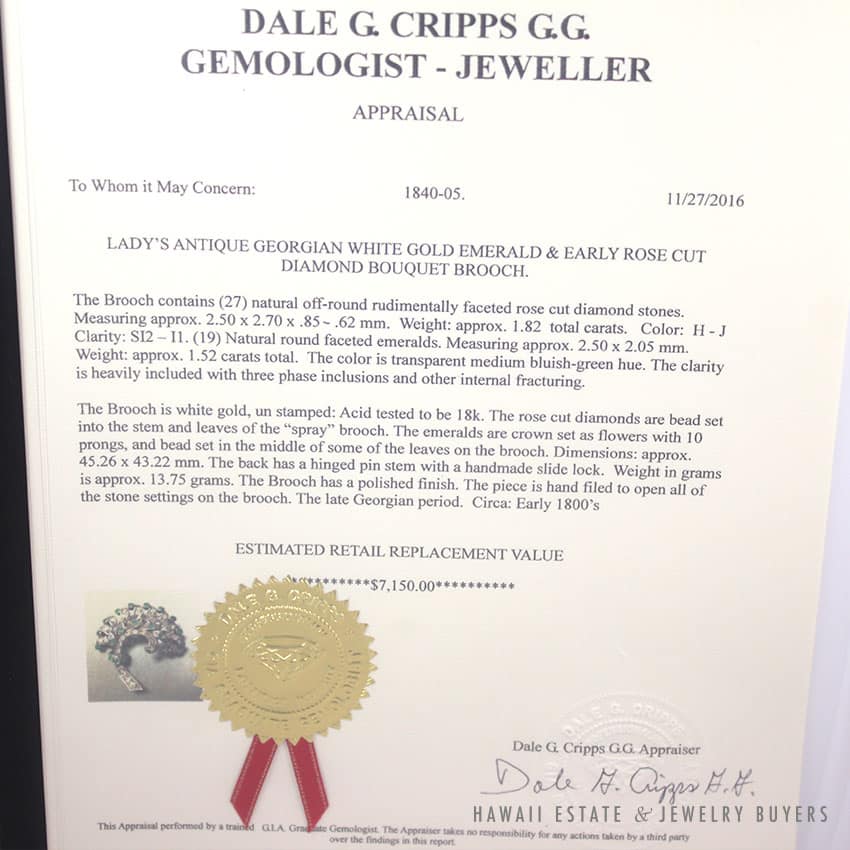 DALE G. CRIPPS G.G.
GEMOLOGIST - JEWELLER
APPRAISAL
To Whom it May Concern:
1840-05.
11/27/2016
LADY'S ANTIQUE GEORGIAN WHITE GOLD EMERALD & EARLY ROSE CUT
DIAMOND BOUQUET BROOCH.
The Brooch contains (27) natural off-round rudimentally faceted rose cut diamond stones.
Measuring approx. 2.50 x 2.70 x .85 ~ .62 mm. Weight: approx. 1.82 total carats. Color: H - J
Clarity: SI2 – I1. (19) Natural round faceted emeralds. Measuring approx. 2.50 x 2.05 mm.
Weight: approx. 1.52 carats total. The color is transparent medium bluish-green hue. The clarity
is heavily included with three phase inclusions and other internal fracturing.
The Brooch is white gold, un stamped: Acid tested to be 18k. The rose cut diamonds are bead set
into the stem and leaves of the “spray” brooch. The emeralds are crown set as flowers with 10
prongs, and bead set in the middle of some of the leaves on the brooch. Dimensions: approx.
45.26 x 43.22 mm. The back has a hinged pin stem with a handmade slide lock. Weight in grams
is approx. 13.75 grams. The Brooch has a polished finish. The piece is hand filed to open all of
the stone settings on the brooch. The late Georgian period. Circa: Early 1800's
ESTIMATED RETAIL REPLACEMENT VALUE
*********$7,150.00**********
DALE G. CRIPPS
GRADUATE GEMOLOGIST
DALE G. CRIPPS
Dale G. Cripps G.G. Appraiser
Dale G. Cripps G.G.
HAWAII ESTATE & JEWELRY BUYERS
This Appraisal performed by a trained G.I.A. Graduate Gemologist. The Appraiser takes no responsibility for any actions taken by a third party
over the findings in this report.